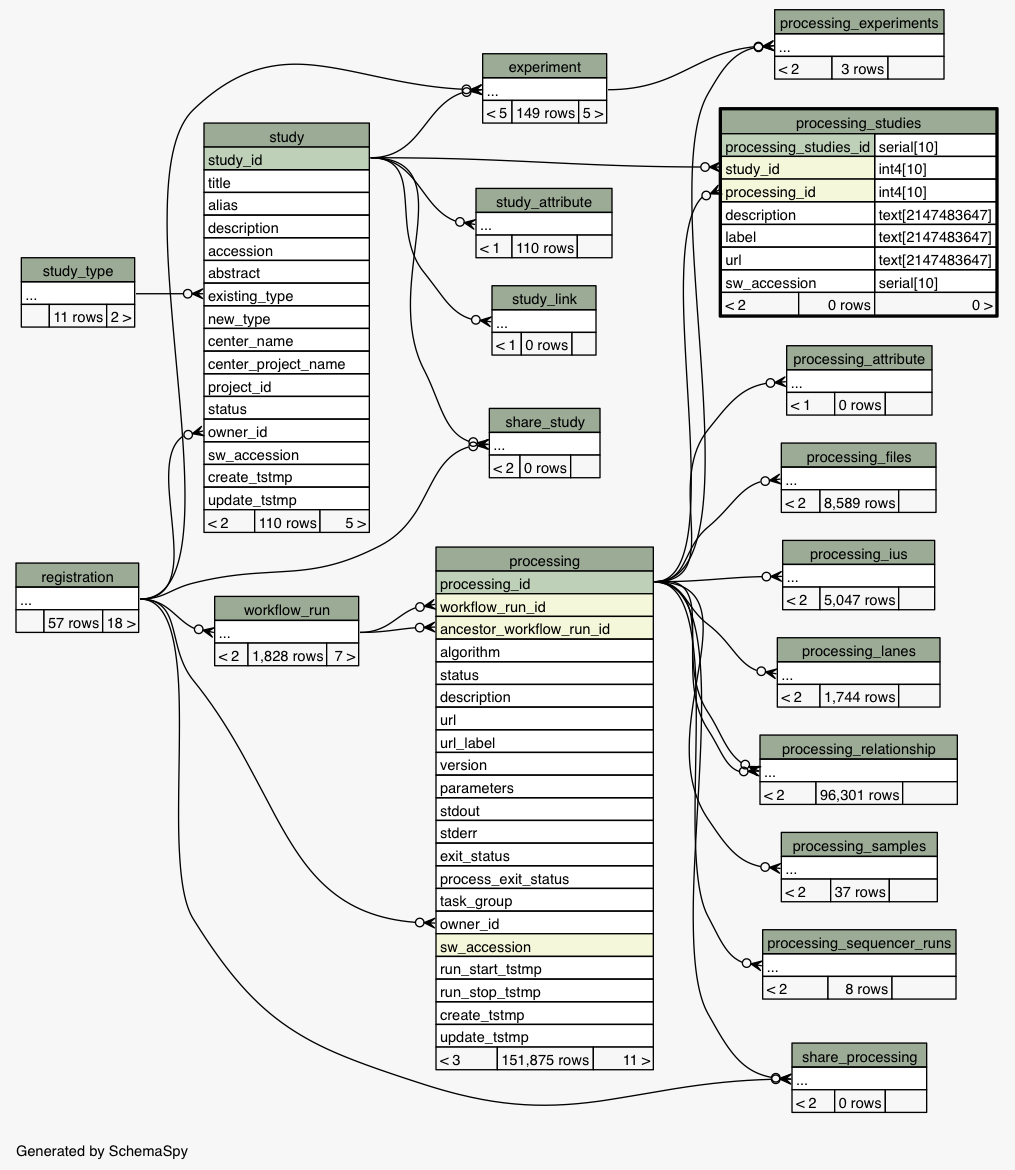 processing_experiments
...
< 2 3 rows
experiment
...
< 5 149 rows 5 >
processing_studies
processing_studies_id serial[10]
study_id int4[10]
processing_id int4[10]
description text[2147483647]
label text[2147483647]
url text[2147483647]
sw_accession serial[10]
< 2 0 rows 0 >
study
study_id
title
alias
description
accession
abstract
existing_type
new_type
center_name
center_project_name
project_id
status
owner_id
sw_accession
create_tstmp
update_tstmp
< 2 110 rows 5 >
study_attribute
...
< 1 110 rows
study_type
...
11 rows 2 >
study_link
...
< 1 0 rows
processing_attribute
...
< 1 0 rows
share_study
...
< 2 0 rows
processing_files
...
< 2 8,589 rows
registration
...
57 rows 18 >
workflow_run
...
< 2 1,828 rows 7 >
processing
processing_id
workflow_run_id
ancestor_workflow_run_id
algorithm
status
description
url
url_label
version
parameters
stdout
stderr
exit_status
process_exit_status
task_group
owner_id
sw_accession
run_start_tstmp
run_stop_tstmp
create_tstmp
update_tstmp
< 3 151,875 rows 11 >
processing_ius
...
< 2 5,047 rows
processing_lanes
...
< 2 1,744 rows
processing_relationship
...
< 2 96,301 rows
processing_samples
...
< 2 37 rows
processing_sequencer_runs
...
< 2 8 rows
share_processing
...
< 2 0 rows
Generated by SchemaSpy